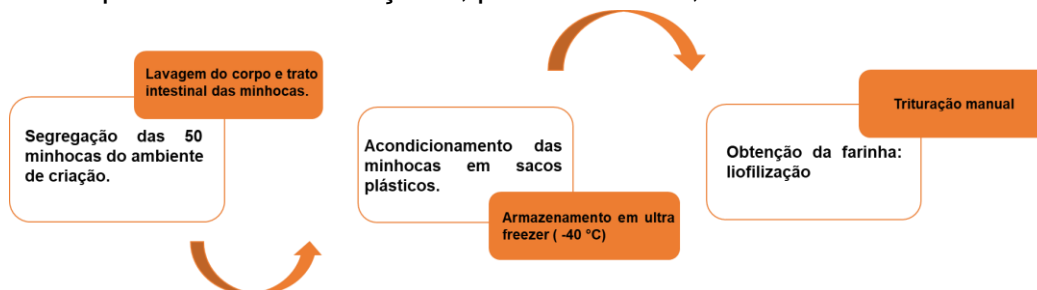 Lavagem do corpo e trato
intestinal das minhocas.
Segregação das 50
minhocas do ambiente
de criação.
Acondicionamento das
minhocas em sacos
plásticos.
Armazenamento em ultra
freezer ( -40 °C)
Trituração manual
Obtenção da farinha:
liofilização